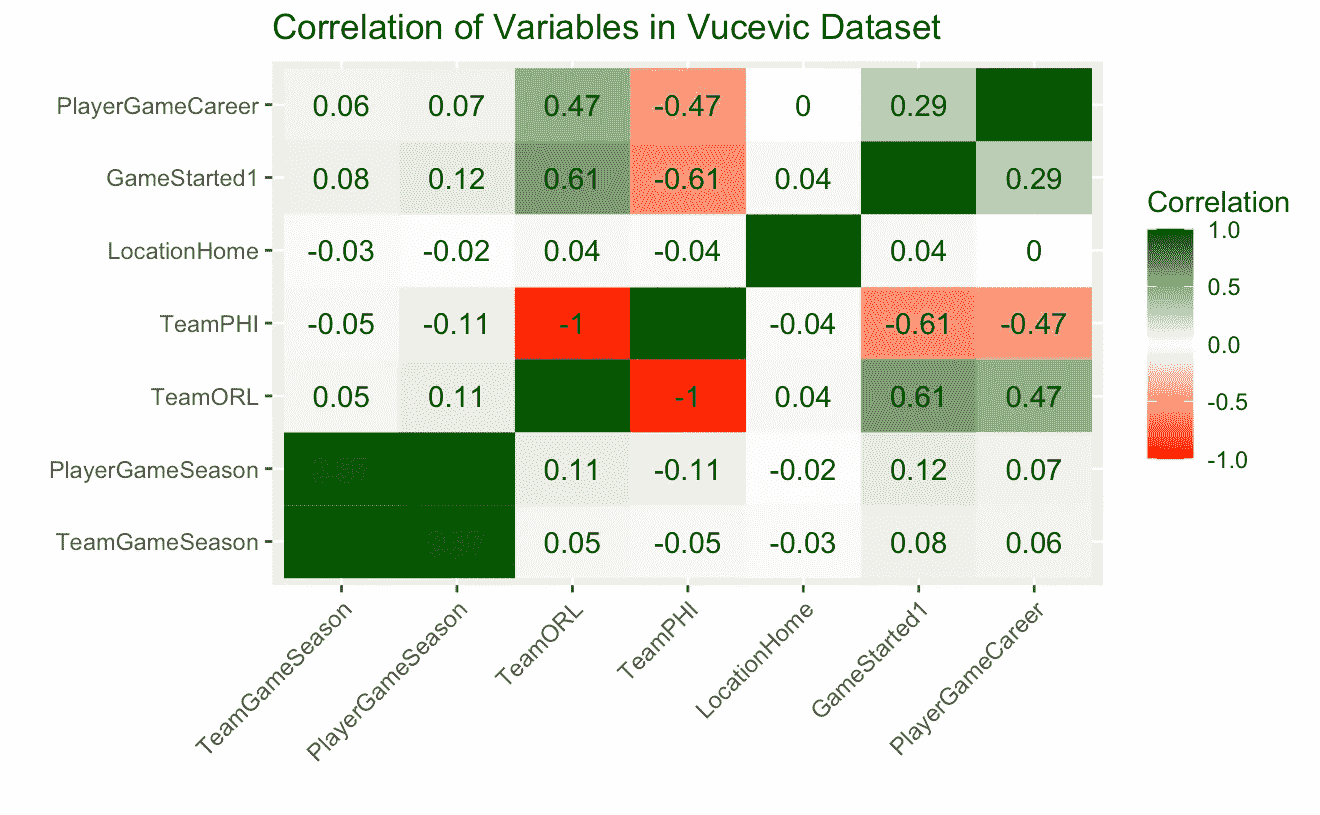 Correlation of Variables in Vucevic Dataset
PlayerGameCareer 0.06 0.07 0.47 -0.47 0 0.29
GameStarted1 0.08 0.12 0.61 -0.61 0.04 0.29
LocationHome -0.03 -0.02 0.04 -0.04 0.04 0
TeamPHI -0.05 -0.11 -1 -0.04 -0.61 -0.47
TeamORL 0.05 0.11 -1 0.04 0.61 0.47
PlayerGameSeason 0.11 -0.11 -0.02 0.12 0.07
TeamGameSeason 0.05 -0.05 -0.03 0.08 0.06
TeamGameSeason
PlayerGameSeason
TeamORL
TeamPHI
LocationHome
GameStarted1
PlayerGameCareer
Correlation
1.0
0.5
0.0
-0.5
-1.0